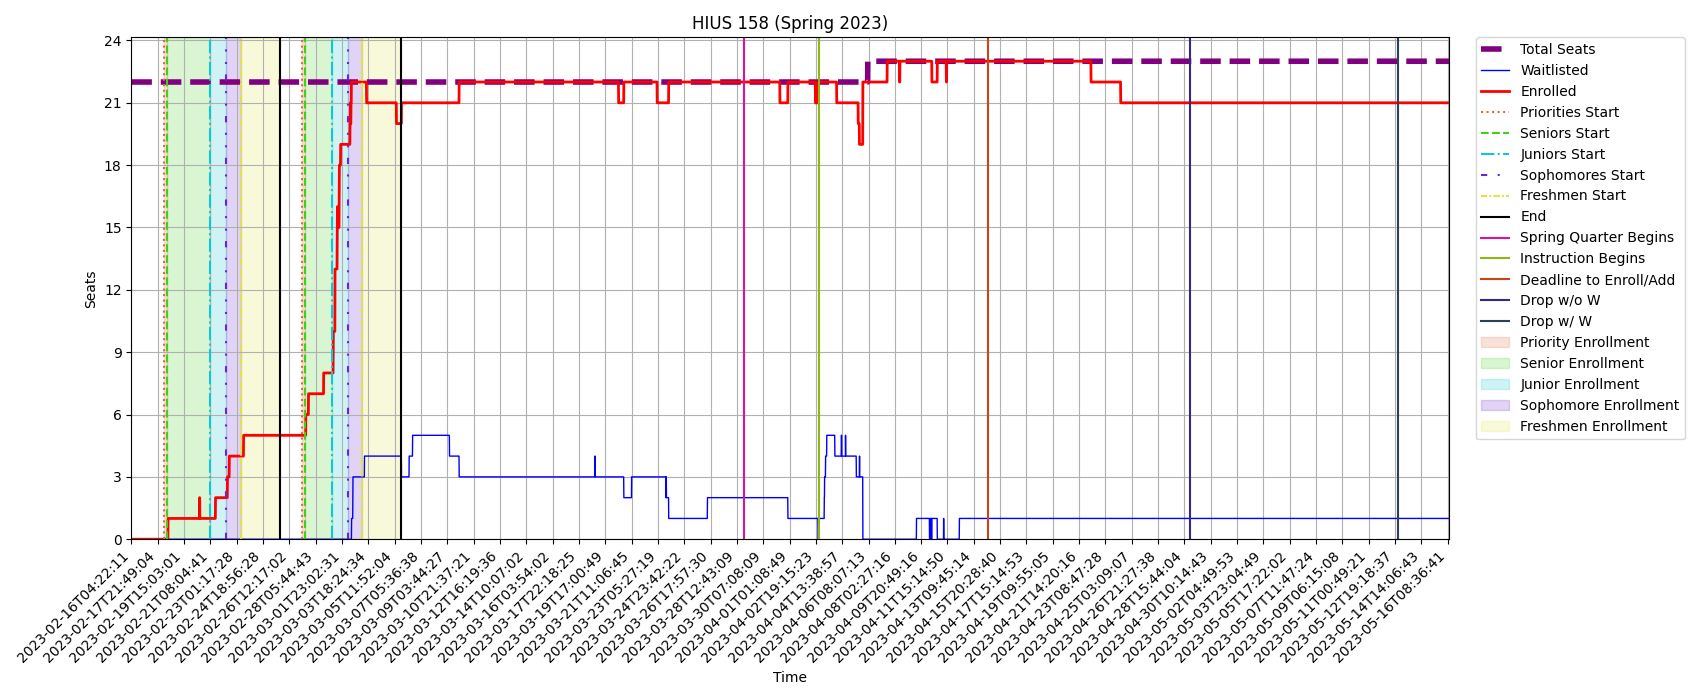 HIUS 158 (Spring 2023)
Seats
24
21
18
15
12
9
6
3
0
2023-02-16T04:22:11
2023-02-17T21:49:04
2023-02-19T15:03:01
2023-02-21T08:04:41
2023-02-23T01:17:28
2023-02-24T18:56:28
2023-02-26T12:17:02
2023-02-28T05:44:43
2023-03-01T23:02:31
2023-03-03T18:24:34
2023-03-05T11:52:04
2023-03-07T05:36:38
2023-03-09T03:44:27
2023-03-10T21:37:21
2023-03-12T16:19:36
2023-03-14T10:07:02
2023-03-16T03:54:02
2023-03-17T22:18:25
2023-03-19T17:00:49
2023-03-21T11:06:45
2023-03-23T05:27:19
2023-03-24T23:42:22
2023-03-26T17:57:30
2023-03-28T12:43:09
2023-03-30T07:08:09
2023-04-01T01:08:49
2023-04-02T19:15:23
2023-04-04T13:38:57
2023-04-06T08:07:13
2023-04-08T02:27:16
2023-04-09T20:49:16
2023-04-11T15:14:50
2023-04-13T09:45:14
2023-04-15T20:28:40
2023-04-17T15:14:53
2023-04-19T09:55:05
2023-04-21T14:20:16
2023-04-23T08:47:28
2023-04-25T03:09:07
2023-04-26T21:27:38
2023-04-28T15:44:04
2023-04-30T10:14:43
2023-05-02T04:49:53
2023-05-03T23:04:49
2023-05-05T17:22:02
2023-05-07T11:47:24
2023-05-09T06:15:08
2023-05-11T00:49:21
2023-05-12T19:18:37
2023-05-14T14:06:43
2023-05-16T08:36:41
Time
Total Seats
Waitlisted
Enrolled
Priorities Start
Seniors Start
Juniors Start
Sophomores Start
Freshmen Start
End
Spring Quarter Begins
Instruction Begins
Deadline to Enroll/Add
Drop w/o W
Drop w/ W
Priority Enrollment
Senior Enrollment
Junior Enrollment
Sophomore Enrollment
Freshmen Enrollment